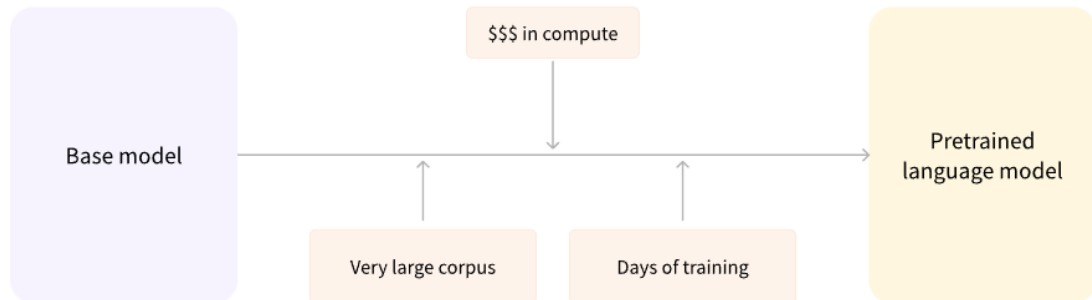 $$$ in compute
Base model
Pretrained
language model
Very large corpus
Days of training